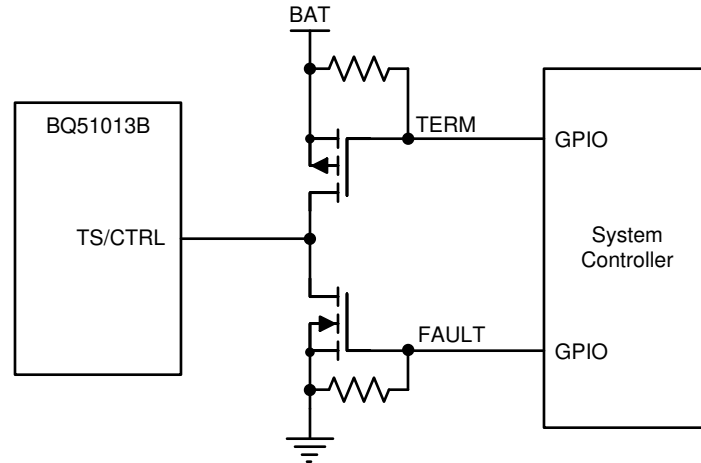 BAT
BQ51013B
TERM
GPIO
TS/CTRL
System
Controller
FAULT
GPIO